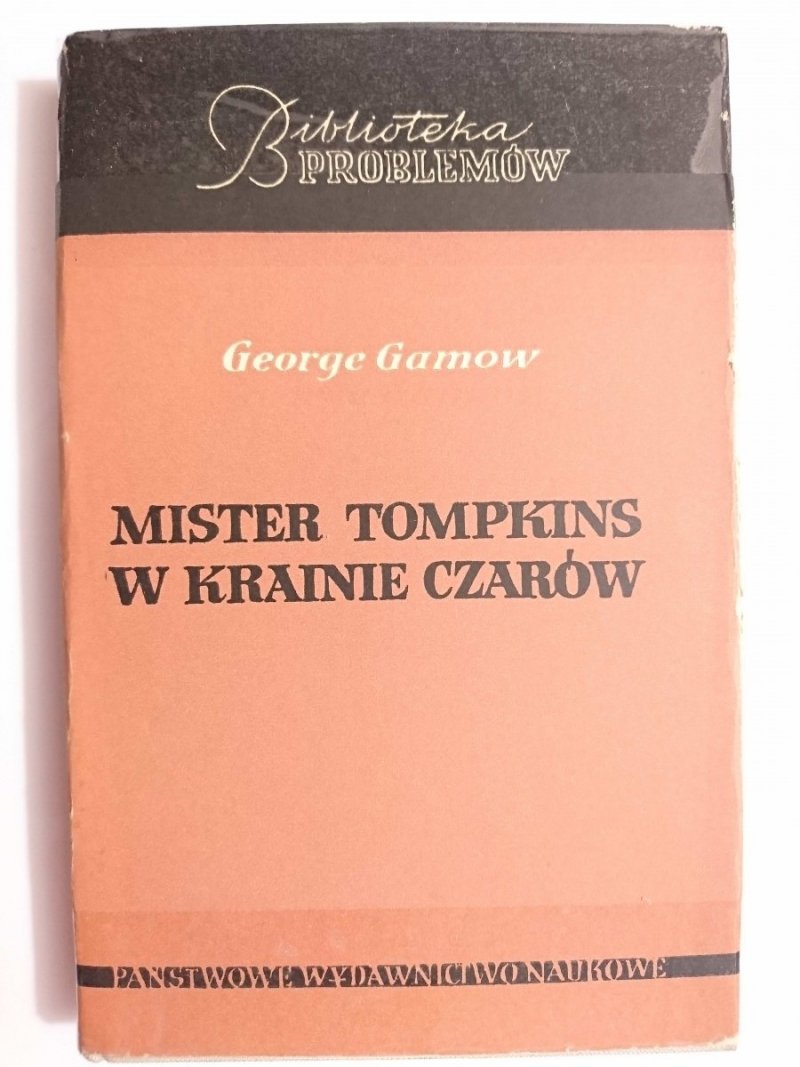 Biblioteka
PROBLEMÓW
George Gamow
MISTER TOMPKINS
W KRAINIE CZARÓW
PAŃSTWOWE WYDAWNICTWO NAUKOWE